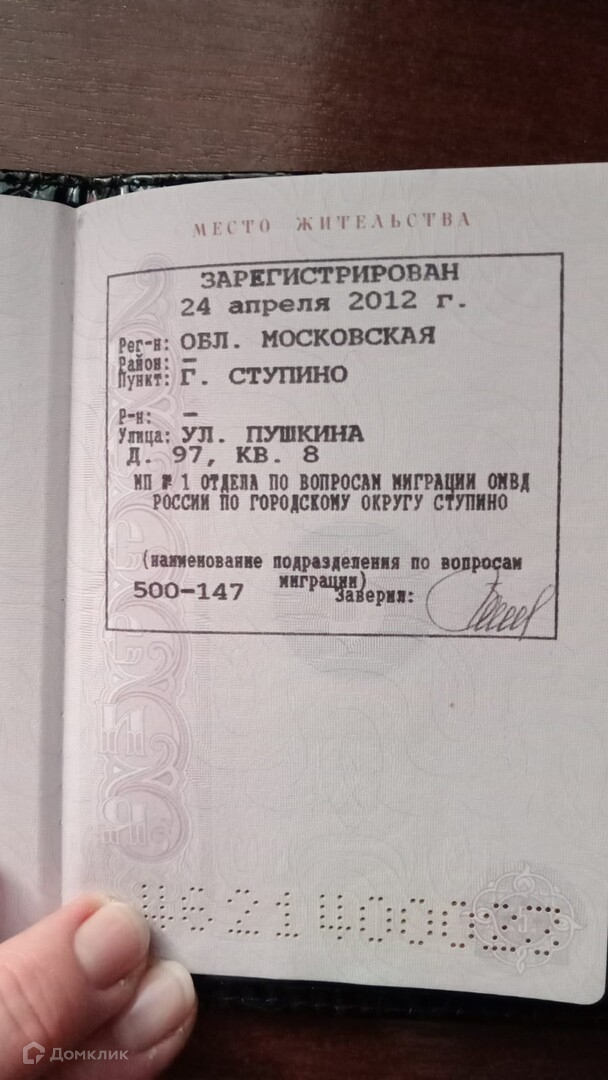 МЕСТО ЖИТЕЛЬСТВА
ЗАРЕГИСТРИРОВАН
24 апреля 2012 г.
Рег-н: ОБЛ. МОСКОВСКАЯ
Район: –
Пункт: Г. СТУПИНО
Р-н: –
Улица: УЛ. ПУШКИНА
Д. 97, КВ. 8
МП № 1 ОТДЕЛА ПО ВОПРОСАМ МИГРАЦИИ ОМВД
РОССИИ ПО ГОРОДСКОМУ ОКРУГУ СТУПИНО
(наименование подразделения по вопросам
миграции)
500-147 Заверил:
Домклик